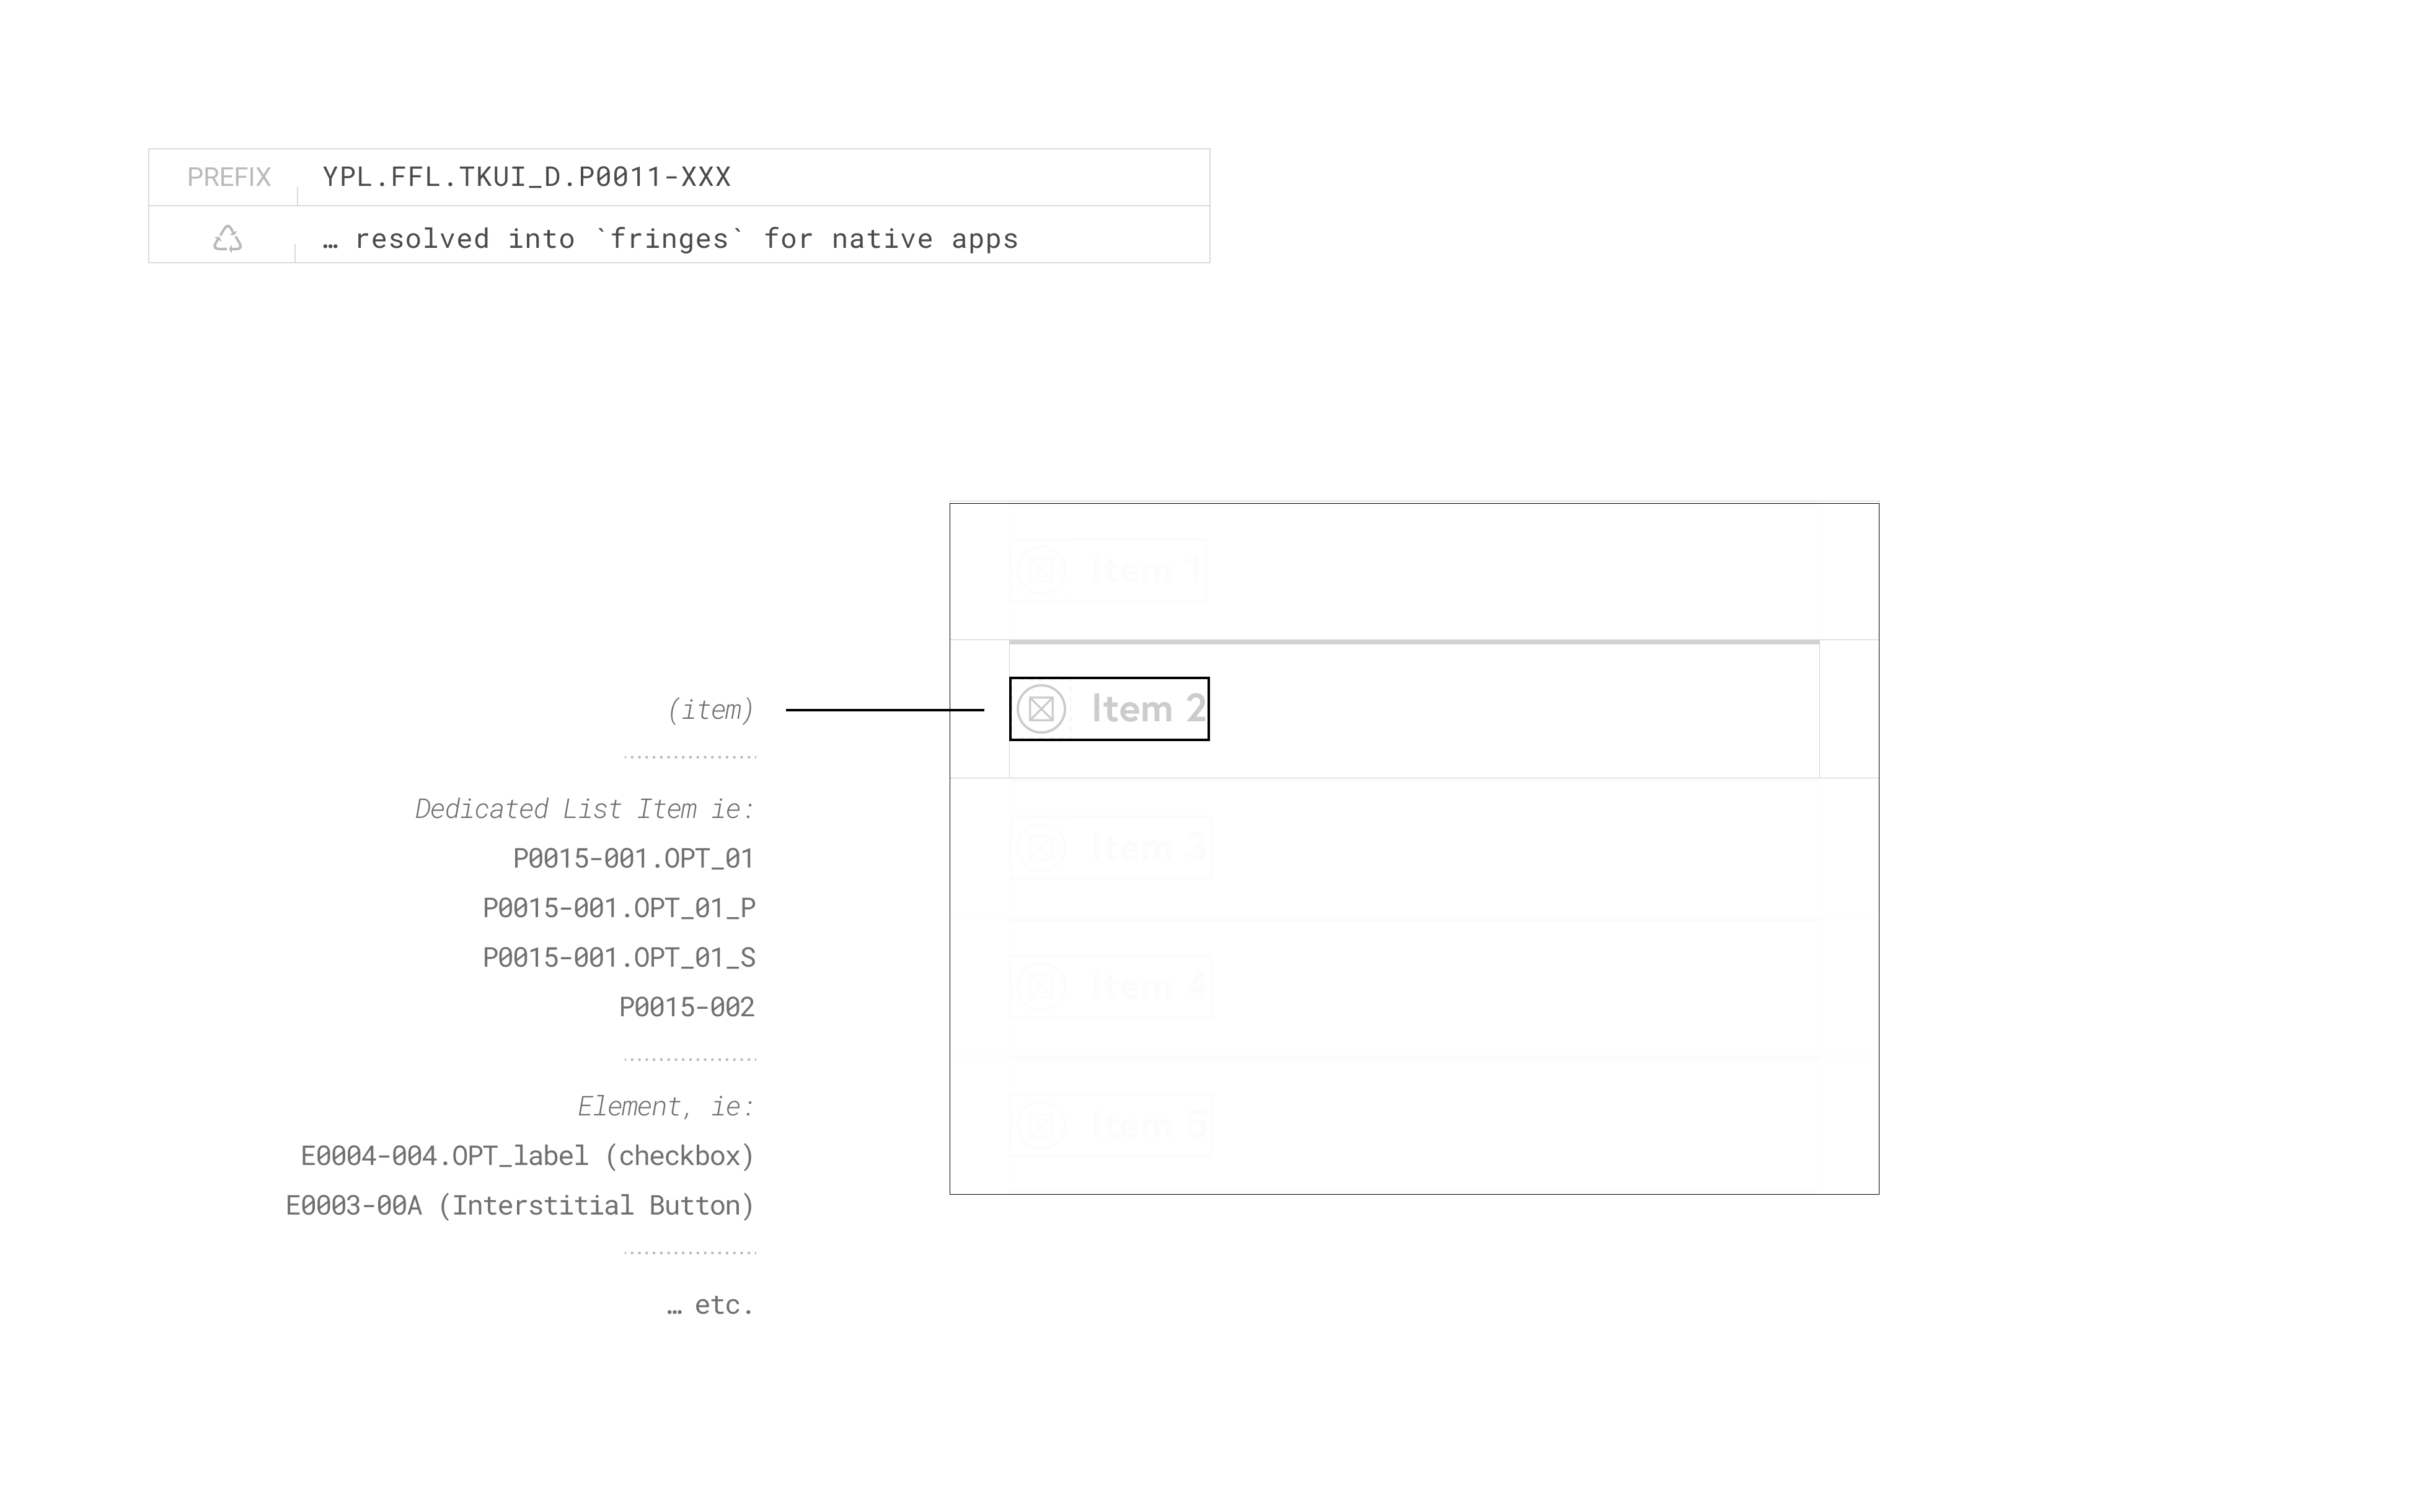 PREFIX YPL.FFL.TKUI_D.P0011-XXX
… resolved into `fringes` for native apps
Item 1
(item)
Item 2
Dedicated List Item ie:
P0015-001.OPT_01
P0015-001.OPT_01_P
P0015-001.OPT_01_S
P0015-002
Item 3
Item 4
Element, ie:
E0004-004.OPT_label (checkbox)
E0003-00A (Interstitial Button)
Item 5
… etc.